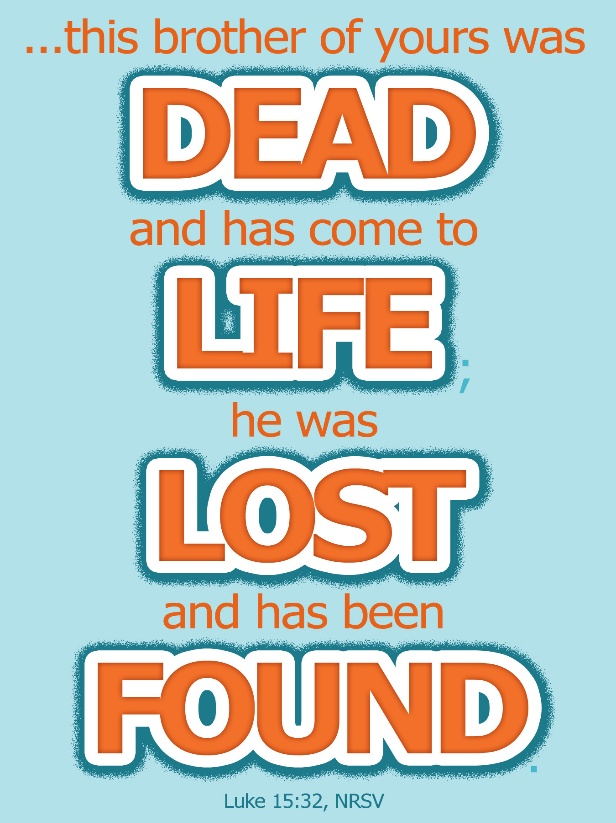 ...this brother of yours was
DEAD
and has come to
LIFE;
he was
LOST
and has been
FOUND.
Luke 15:32, NRSV